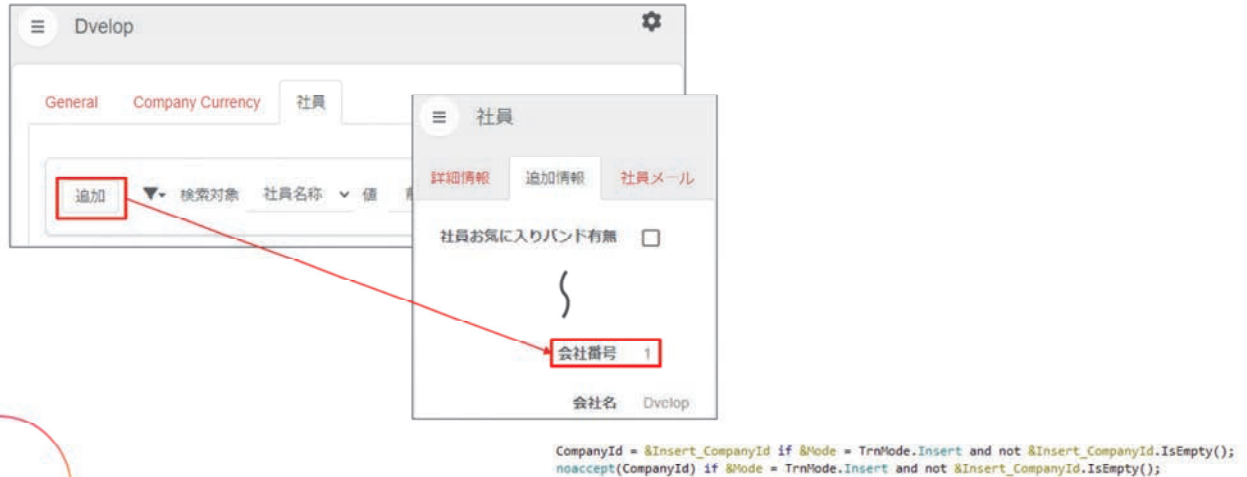 Dvelop
General Company Currency 社員
追加 検索対象 社員名称 値
社員
詳細情報 追加情報 社員メール
社員お気に入りバンド有無
会社番号 1
会社名 Dvelop
CompanyId = &Insert_CompanyId if &Mode = TrnMode.Insert and not &Insert_CompanyId.IsEmpty();
noaccept(CompanyId) if &Mode = TrnMode.Insert and not &Insert_CompanyId.IsEmpty();